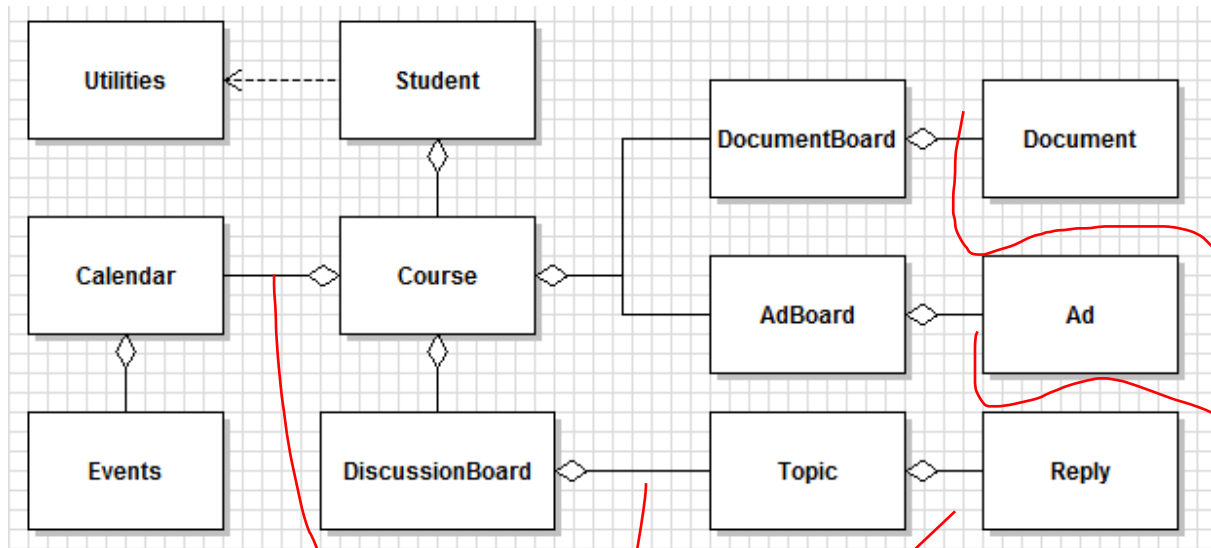 Utilities
Student
DocumentBoard
Document
Calendar
Course
AdBoard
Ad
Events
DiscussionBoard
Topic
Reply